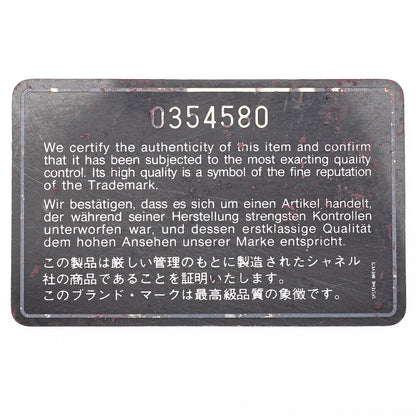 0354580
We certify the authenticity of this item and confirm
that it has been subjected to the most exacting quality
control. Its high quality is a symbol of the fine reputation
of the Trademark.
Wir bestätigen, dass es sich um einen Artikel handelt,
der während seiner Herstellung strengsten Kontrollen
unterworfen war, und dessen erstklassige Qualität
dem hohen Ansehen unserer Marke entspricht.
この製品は厳しい管理のもとに製造されたシャネル
社の商品であることを証明いたします。
このブランド・マークは最高級品質の象徴です。